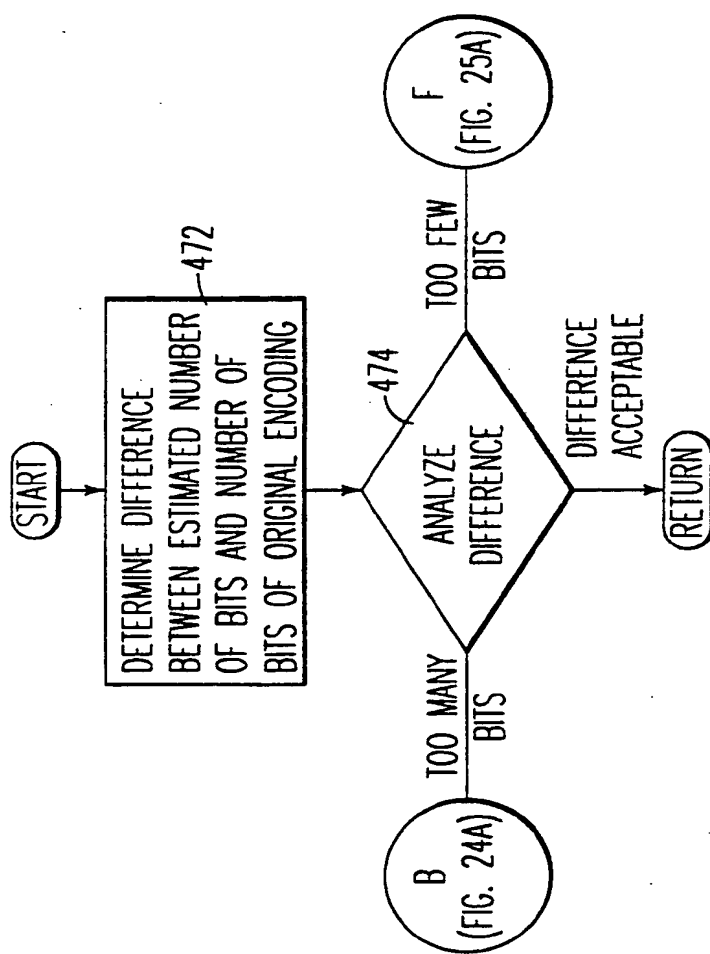 START
DETERMINE DIFFERENCE
BETWEEN ESTIMATED NUMBER
OF BITS AND NUMBER OF
BITS OF ORIGINAL ENCODING
472
474
ANALYZE
DIFFERENCE
TOO MANY
BITS
B
(FIG. 24A)
TOO FEW
BITS
F
(FIG. 25A)
DIFFERENCE
ACCEPTABLE
RETURN